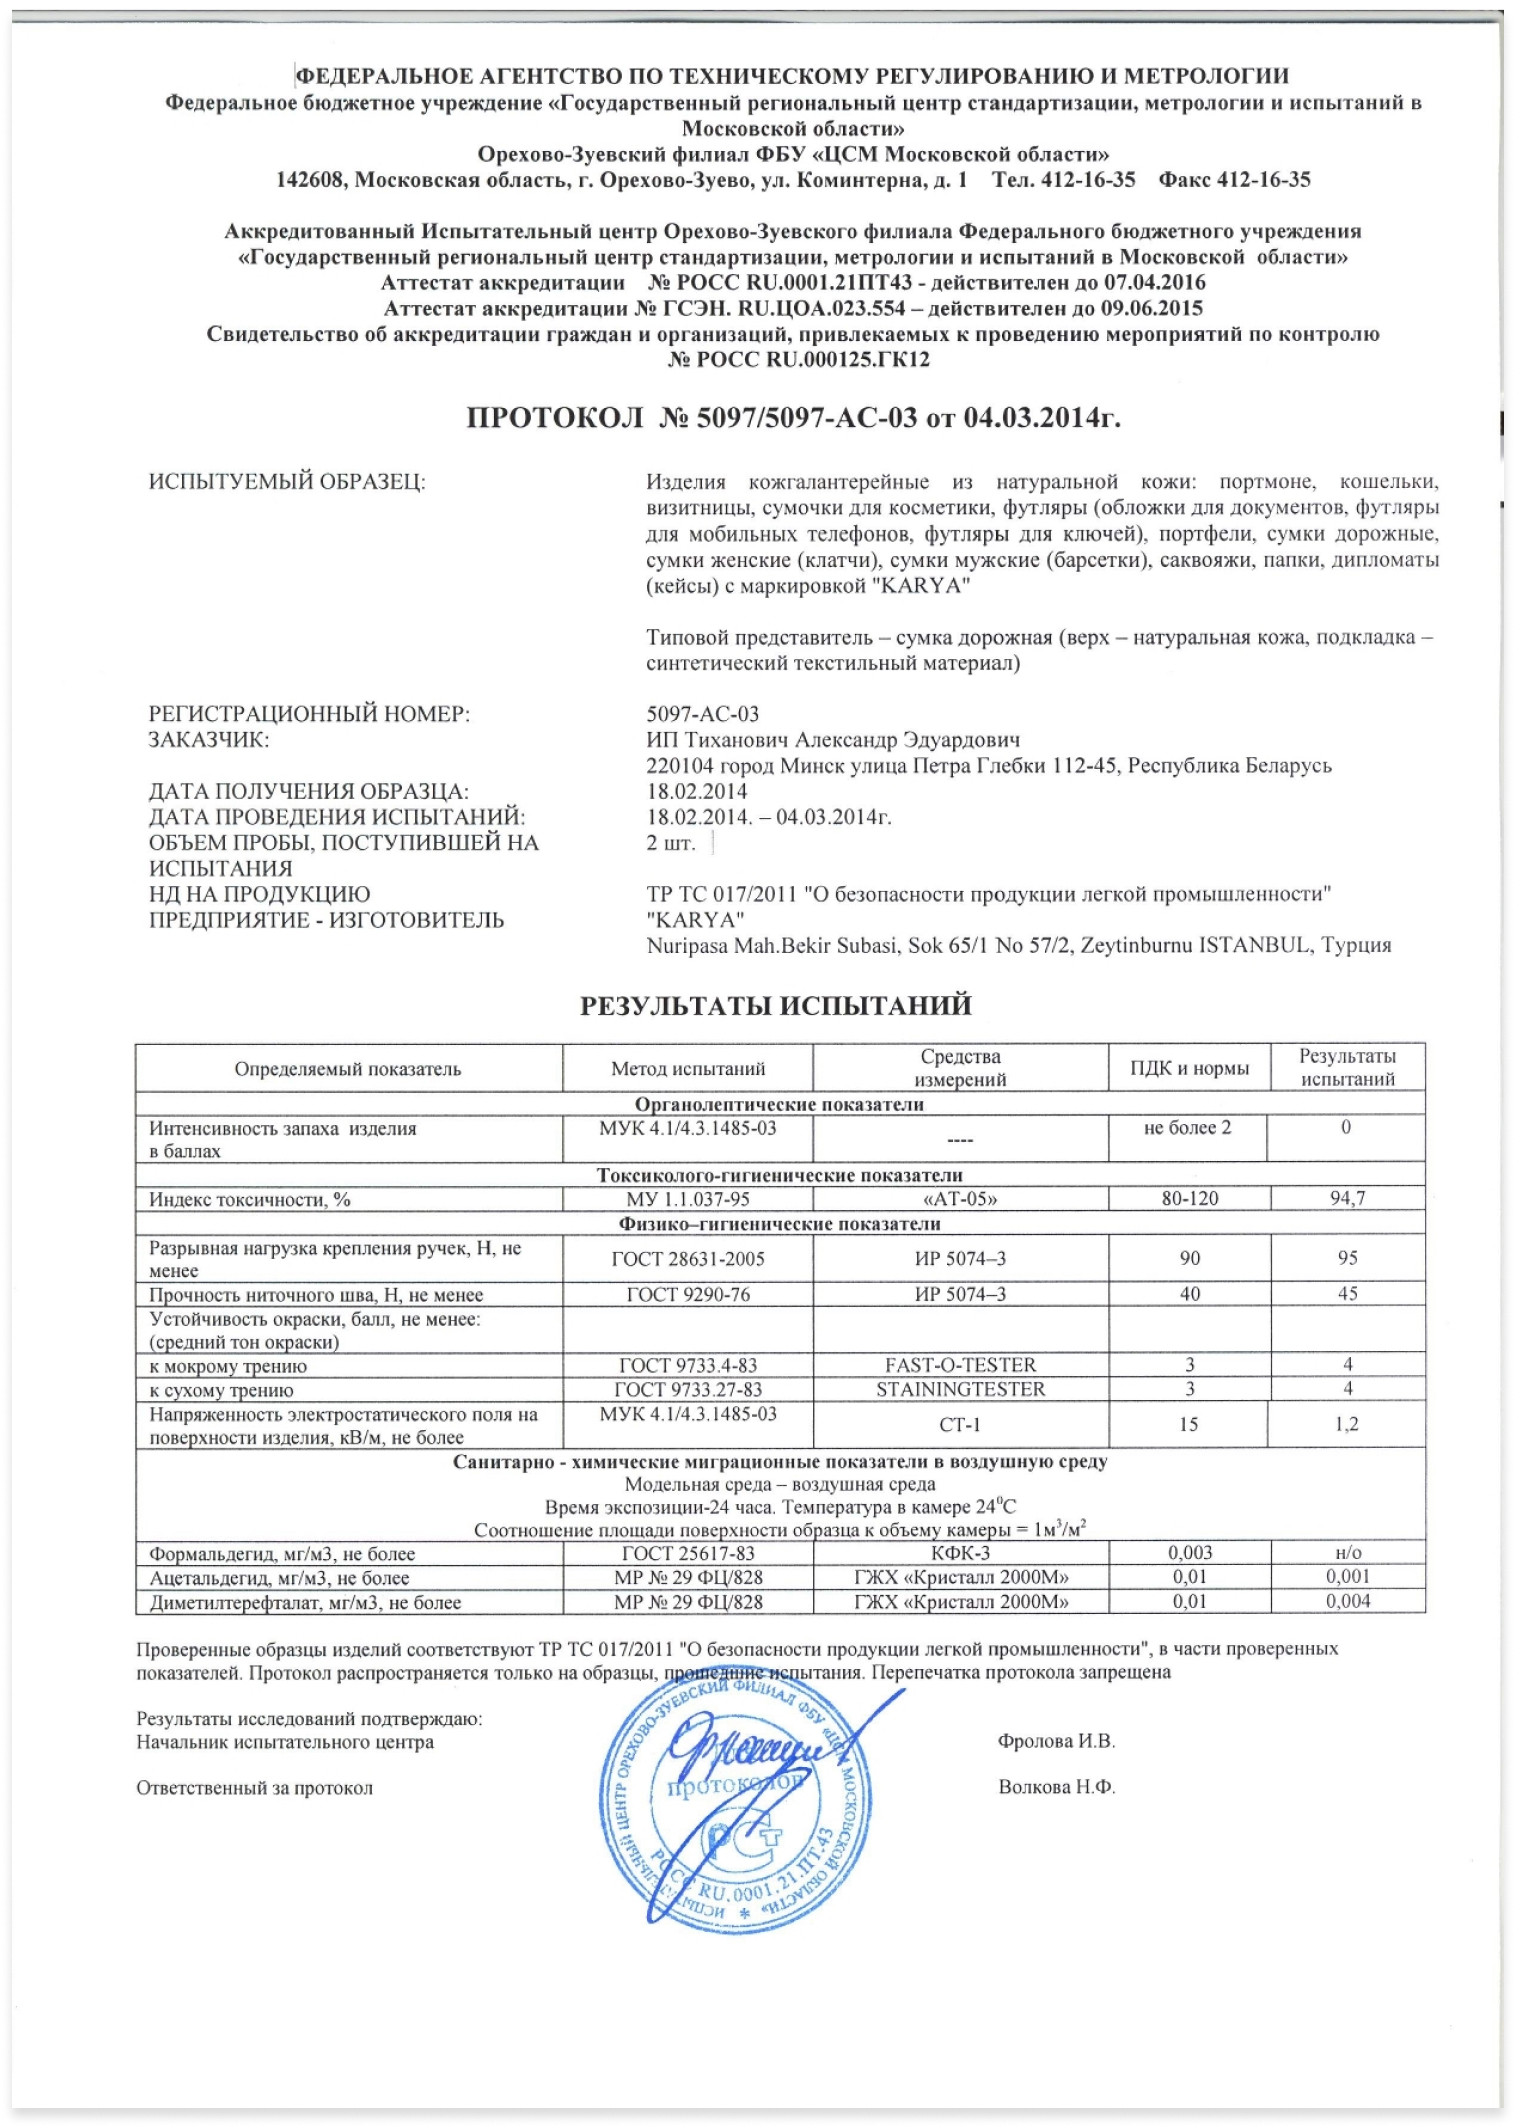 ФЕДЕРАЛЬНОЕ АГЕНТСТВО ПО ТЕХНИЧЕСКОМУ РЕГУЛИРОВАНИЮ И МЕТРОЛОГИИ
Федеральное бюджетное учреждение «Государственный региональный центр стандартизации, метрологии и испытаний в
Московской области»
Орехово-Зуевский филиал ФБУ «ЦСМ Московской области»
142608, Московская область, г. Орехово-Зуево, ул. Коминтерна, д. 1 Тел. 412-16-35 Факс 412-16-35
Аккредитованный Испытательный центр Орехово-Зуевского филиала Федерального бюджетного учреждения
«Государственный региональный центр стандартизации, метрологии и испытаний в Московской области»
Аттестат аккредитации № РОСС RU.0001.21ПТ43 - действителен до 07.04.2016
Аттестат аккредитации № ГСЭН. RU.ЦОА.023.554 – действителен до 09.06.2015
Свидетельство об аккредитации граждан и организаций, привлекаемых к проведению мероприятий по контролю
№ РОСС RU.000125.ГК12
ПРОТОКОЛ № 5097/5097-АС-03 от 04.03.2014г.
ИСПЫТУЕМЫЙ ОБРАЗЕЦ: Изделия кожгалантерейные из натуральной кожи: портмоне, кошельки,
визитницы, сумочки для косметики, футляры (обложки для документов, футляры
для мобильных телефонов, футляры для ключей), портфели, сумки дорожные,
сумки женские (клатчи), сумки мужские (барсетки), саквояжи, папки, дипломаты
(кейсы) с маркировкой "KARYA"
Типовой представитель – сумка дорожная (верх – натуральная кожа, подкладка –
синтетический текстильный материал)
РЕГИСТРАЦИОННЫЙ НОМЕР: 5097-АС-03
ЗАКАЗЧИК: ИП Тиханович Александр Эдуардович
220104 город Минск улица Петра Глебки 112-45, Республика Беларусь
ДАТА ПОЛУЧЕНИЯ ОБРАЗЦА: 18.02.2014
ДАТА ПРОВЕДЕНИЯ ИСПЫТАНИЙ: 18.02.2014. – 04.03.2014г.
ОБЪЕМ ПРОБЫ, ПОСТУПИВШЕЙ НА 2 шт.
ИСПЫТАНИЯ
НД НА ПРОДУКЦИЮ ТР ТС 017/2011 "О безопасности продукции легкой промышленности"
ПРЕДПРИЯТИЕ - ИЗГОТОВИТЕЛЬ "KARYA"
Nuripasa Mah.Bekir Subasi, Sok 65/1 No 57/2, Zeytinburnu ISTANBUL, Турция
РЕЗУЛЬТАТЫ ИСПЫТАНИЙ
Определяемый показатель Метод испытаний Средства измерений ПДК и нормы Результаты испытаний
Органолептические показатели
Интенсивность запаха изделия МУК 4.1/4.3.1485-03 ---- не более 2 0
в баллах
Токсиколого-гигиенические показатели
Индекс токсичности, % МУ 1.1.037-95 «АТ-05» 80-120 94,7
Физико–гигиенические показатели
Разрывная нагрузка крепления ручек, Н, не ГОСТ 28631-2005 ИР 5074–3 90 95
менее
Прочность ниточного шва, Н, не менее ГОСТ 9290-76 ИР 5074–3 40 45
Устойчивость окраски, балл, не менее:
(средний тон окраски)
к мокрому трению ГОСТ 9733.4-83 FAST-O-TESTER 3 4
к сухому трению ГОСТ 9733.27-83 STAININGTESTER 3 4
Напряженность электростатического поля на МУК 4.1/4.3.1485-03 СТ-1 15 1,2
поверхности изделия, кВ/м, не более
Санитарно - химические миграционные показатели в воздушную среду
Модельная среда – воздушная среда
Время экспозиции-24 часа. Температура в камере 24⁰С
Соотношение площади поверхности образца к объему камеры = 1м³/м²
Формальдегид, мг/м3, не более ГОСТ 25617-83 КФК-3 0,003 н/о
Ацетальдегид, мг/м3, не более МР № 29 ФЦ/828 ГЖХ «Кристалл 2000М» 0,01 0,001
Диметилтерефталат, мг/м3, не более МР № 29 ФЦ/828 ГЖХ «Кристалл 2000М» 0,01 0,004
Проверенные образцы изделий соответствуют ТР ТС 017/2011 "О безопасности продукции легкой промышленности", в части проверенных
показателей. Протокол распространяется только на образцы, прошедшие испытания. Перепечатка протокола запрещена
Результаты исследований подтверждаю:
Начальник испытательного центра Фролова И.В.
Ответственный за протокол Волкова Н.Ф.
ИСПЫТАТЕЛЬНЫЙ ЦЕНТР ОРЕХОВО-ЗУЕВСКИЙ ФИЛИАЛ ФБУ «ЦСМ МОСКОВСКОЙ ОБЛАСТИ» *
протоколов
РСТ
РОСС RU.0001.21.ПТ.43